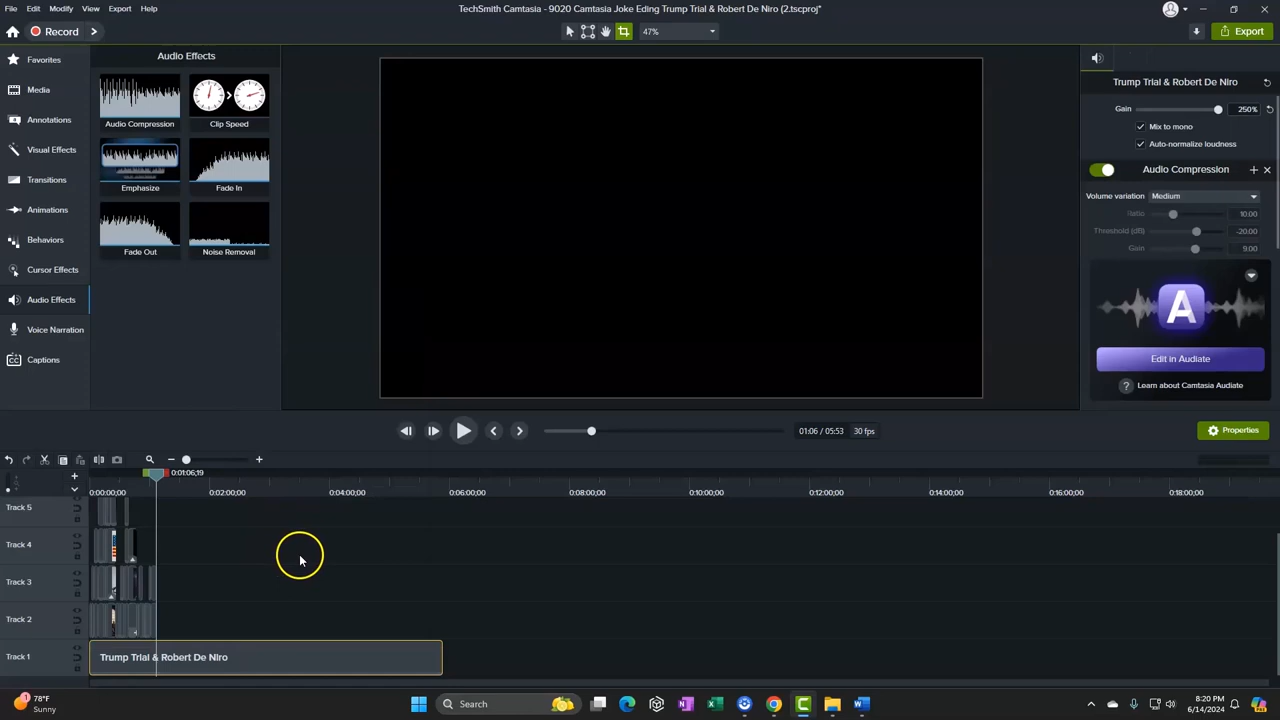 File Edit Modify View Export Help
TechSmith Camtasia - 9020 Camtasia Joke Eding Trump Trial & Robert De Niro (2.tscproj*
Record
47%
Export
Favorites
Media
Annotations
Visual Effects
Transitions
Animations
Behaviors
Cursor Effects
Audio Effects
Voice Narration
CC Captions
Audio Effects
Audio Compression
Clip Speed
Emphasize
Fade In
Fade Out
Noise Removal
Trump Trial & Robert De Niro
Gain 250%
Mix to mono
Auto-normalize loudness
Audio Compression
Volume variation Medium
Ratio 10.00
Threshold (dB) -20.00
Gain 9.00
A
Edit in Audiate
? Learn about Camtasia Audiate
01:06 / 05:53 30 fps
Properties
0:01:06;19
0:00:00;00 0:02:00;00 0:04:00;00 0:06:00;00 0:08:00;00 0:10:00;00 0:12:00;00 0:14:00;00 0:16:00;00 0:18:00;00
Track 5
Track 4
Track 3
Track 2
Track 1
Trump Trial & Robert De Niro
1
78°F
Sunny
Search
8:20 PM
6/14/2024